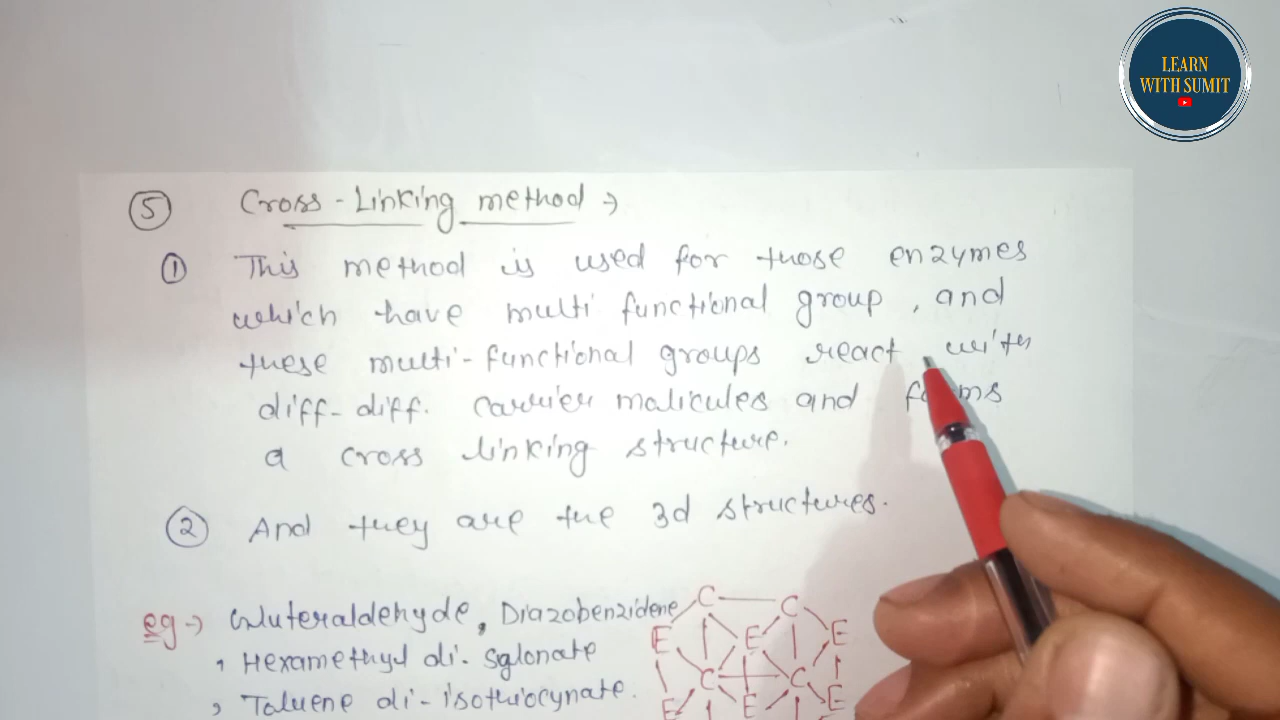 LEARN
WITH SUMIT
5 Cross-Linking method →
1 This method is used for those enzymes
which have multi functional group, and
these multi-functional groups react with
diff-diff. carrier malicules and forms
a cross linking structure.
2 And they are the 3d structures.
eg→ Gluteraldehyde, Diazobenzidene
, Hexamethyl di. Sglonate
, Toluene di-isothiocynate.
C C
E E E
C C
E E E